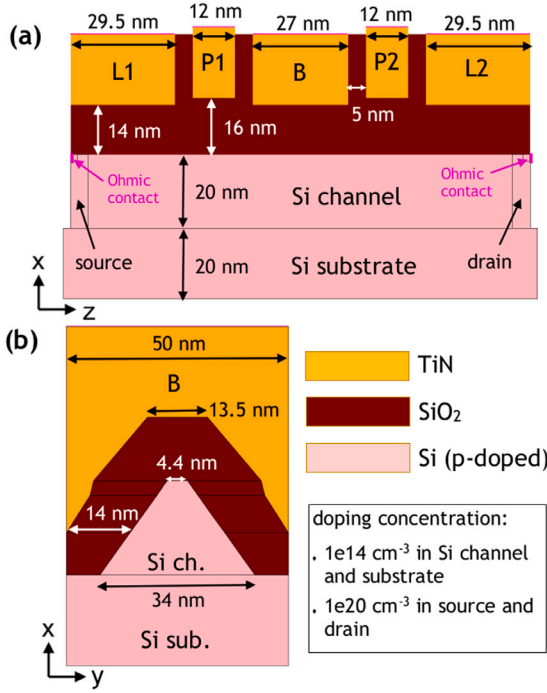 (a)
29.5 nm
12 nm
27 nm
12 nm
29.5 nm
L1
P1
B
P2
L2
14 nm
16 nm
5 nm
Ohmic
contact
Ohmic
contact
20 nm
Si channel
source
20 nm
Si substrate
drain
x
z
(b)
50 nm
B
13.5 nm
4.4 nm
14 nm
Si ch.
34 nm
Si sub.
x
y
TiN
SiO₂
Si (p-doped)
doping concentration:
. 1e14 cm⁻³ in Si channel
and substrate
. 1e20 cm⁻³ in source and
drain